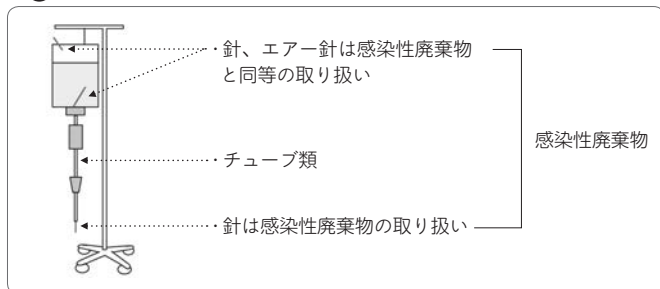 ・針、エアー針は感染性廃棄物
と同等の取り扱い
感染性廃棄物
・チューブ類
・針は感染性廃棄物の取り扱い